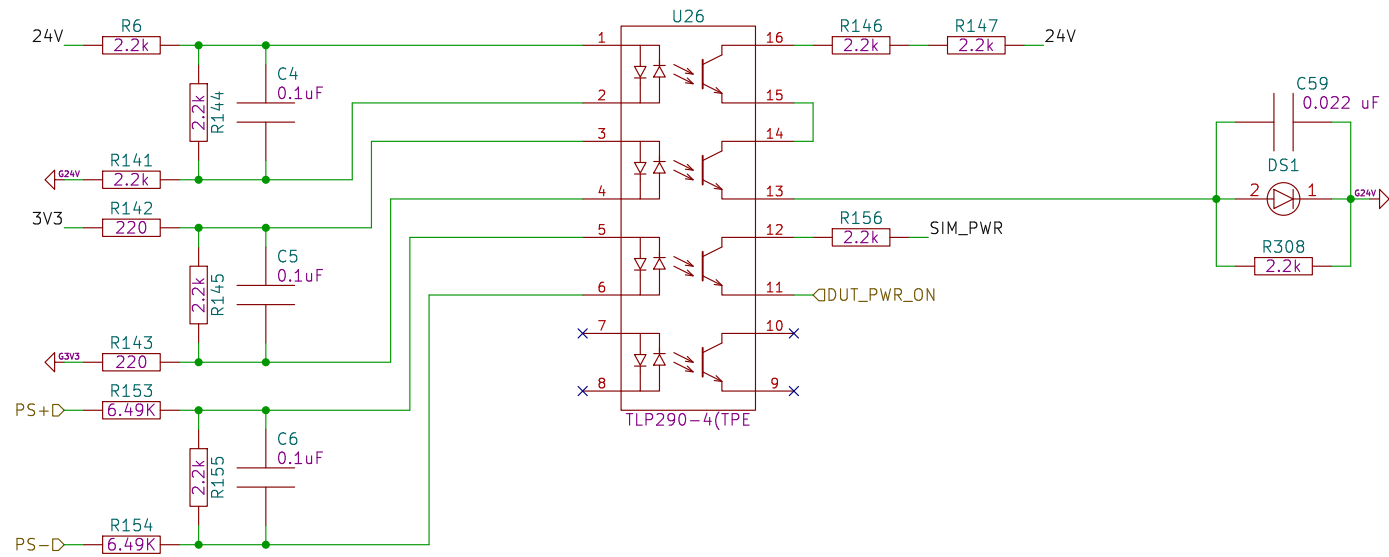 U26
TLP290-4(TPE
1
2
3
4
5
6
7
8
16
15
14
13
12
11
10
9
24V
R6
2.2k
2.2k
R144
C4
0.1uF
G24V
R141
2.2k
3V3
R142
220
2.2k
R145
C5
0.1uF
G3V3
R143
220
PS+
R153
6.49K
2.2k
R155
C6
0.1uF
PS-
R154
6.49K
R146
2.2k
R147
2.2k
24V
R156
2.2k
SIM_PWR
DUT_PWR_ON
C59
0.022 uF
DS1
2
1
G24V
R308
2.2k